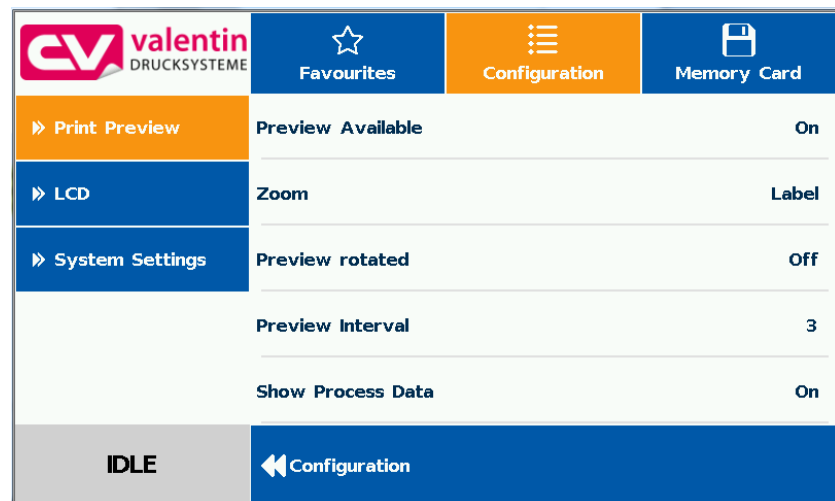 CV. valentin
DRUCKSYSTEME
Favourites
Configuration
Memory Card
Print Preview
LCD
System Settings
Preview Available On
Zoom Label
Preview rotated Off
Preview Interval 3
Show Process Data On
IDLE
Configuration